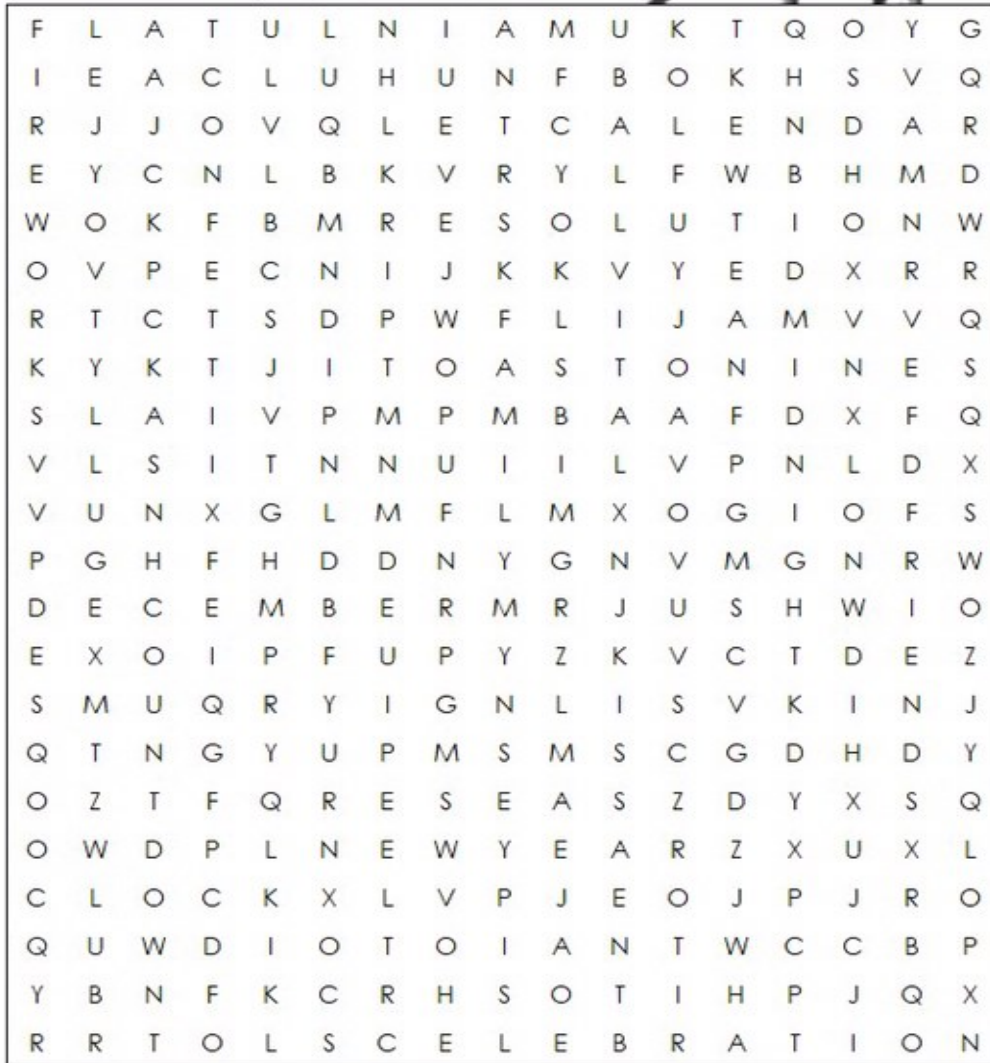 F L A T U L N I A M U K T Q O Y G
I E A C L U H U N F B O K H S V Q
R J J O V Q L E T C A L E N D A R
E Y C N L B K V R Y L F W B H M D
W O K F B M R E S O L U T I O N W
O V P E C N I J K K V Y E D X R R
R T C T S D P W F L I J A M V V Q
K Y K T J I T O A S T O N I N E S
S L A I V P M P M B A A F D X F Q
V L S I T N N U I I L V P N L D X
V U N X G L M F L M X O G I O F S
P G H F H D D N Y G N V M G N R W
D E C E M B E R M R J U S H W I O
E X O I P F U P Y Z K V C T D E Z
S M U Q R Y I G N L I S V K I N J
Q T N G Y U P M S M S C G D H D Y
O Z T F Q R E S E A S Z D Y X S Q
O W D P L N E W Y E A R Z X U X L
C L O C K X L V P J E O J P J R O
Q U W D I O T O I A N T W C C B P
Y B N F K C R H S O T I H P J Q X
R R T O L S C E L E B R A T I O N